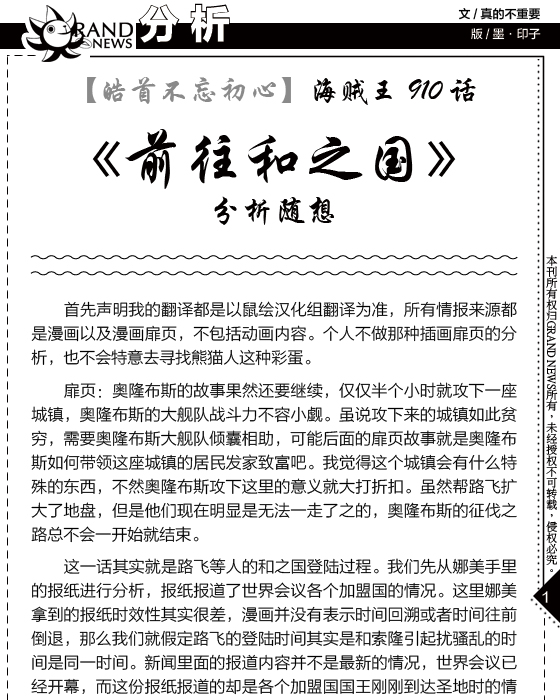 GRAND
NEWS
分析
文/真的不重要
版/墨·印子
【皓首不忘初心】 海贼王 910 话
《前往和之国》
分析随想
首先声明我的翻译都是以鼠绘汉化组翻译为准，所有情报来源都
是漫画以及漫画扉页，不包括动画内容。个人不做那种插画扉页的分
析，也不会特意去寻找熊猫人这种彩蛋。
扉页：奥隆布斯的故事果然还要继续，仅仅半个小时就攻下一座
城镇，奥隆布斯的大舰队战斗力不容小觑。虽说攻下来的城镇如此贫
穷，需要奥隆布斯大舰队倾囊相助，可能后面的扉页故事就是奥隆布
斯如何带领这座城镇的居民发家致富吧。我觉得这个城镇会有什么特
殊的东西，不然奥隆布斯攻下这里的意义就大打折扣。虽然帮路飞扩
大了地盘，但是他们现在明显是无法一走了之的，奥隆布斯的征伐之
路总不会一开始就结束。
这一话其实就是路飞等人的和之国登陆过程。我们先从娜美手里
的报纸进行分析，报纸报道了世界会议各个加盟国的情况。这里娜美
拿到的报纸时效性其实很差，漫画并没有表示时间回溯或者时间往前
倒退，那么我们就假定路飞的登陆时间其实是和索隆引起扰骚乱的时
间是同一时间。新闻里面的报道内容并不是最新的情况，世界会议已
经开幕，而这份报纸报道的却是各个加盟国国王刚刚到达圣地时的情
本刊所有权归GRAND NEWS所有，未经授权不可转载，侵权必究。
1